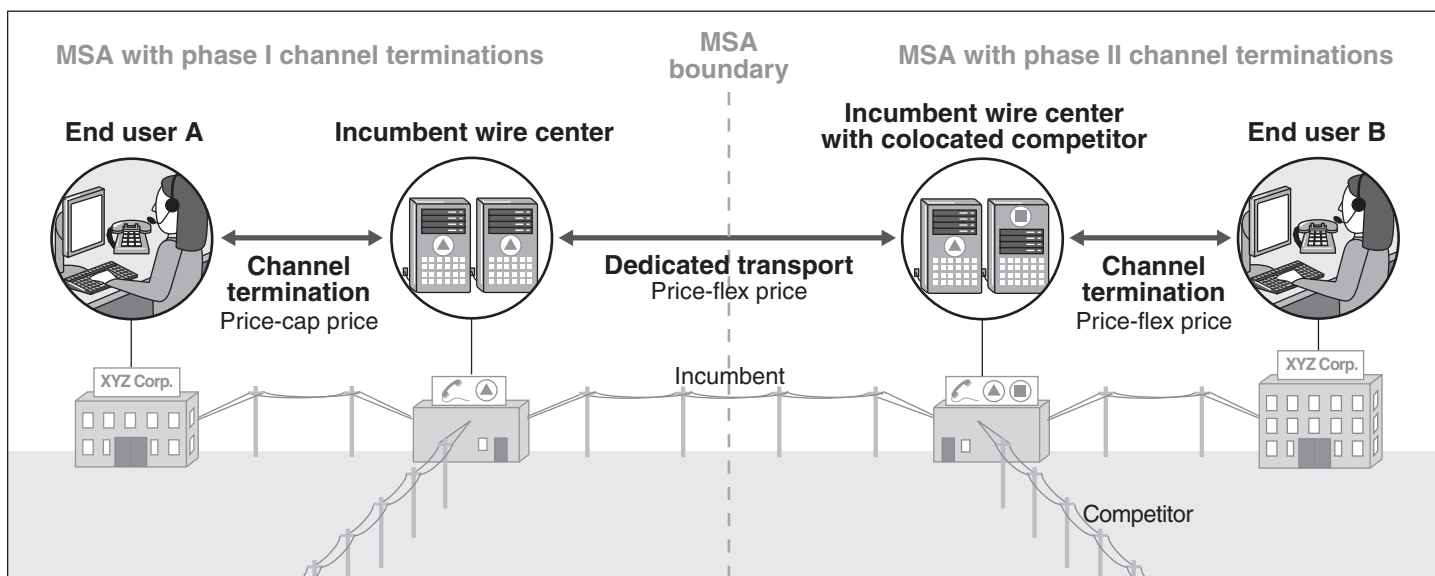 MSA with phase I channel terminations
MSA
boundary
MSA with phase II channel terminations
End user A
Incumbent wire center
Incumbent wire center
with colocated competitor
End user B
Channel
termination
Price-cap price
Dedicated transport
Price-flex price
Channel
termination
Price-flex price
XYZ Corp.
Incumbent
XYZ Corp.
Competitor